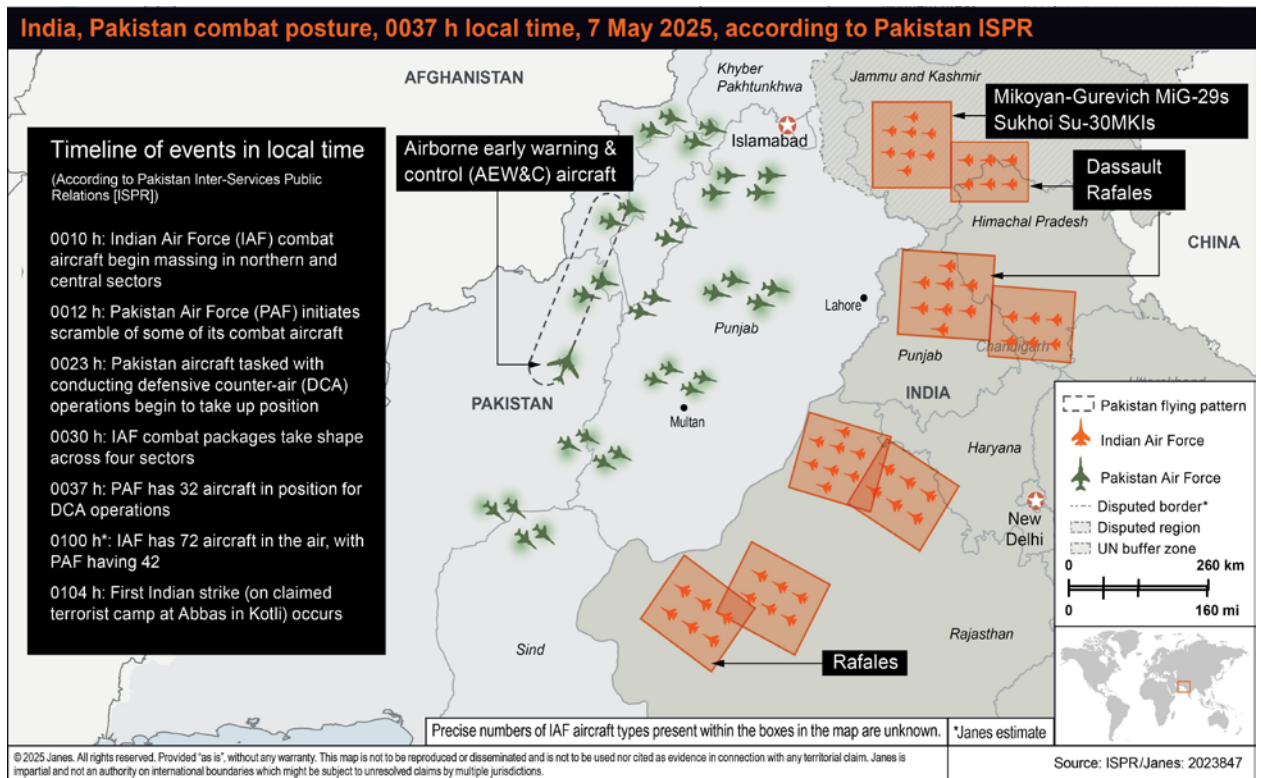 India, Pakistan combat posture, 0037 h local time, 7 May 2025, according to Pakistan ISPR
AFGHANISTAN
Khyber
Pakhtunkhwa
Jammu and Kashmir
Mikoyan-Gurevich MiG-29s
Sukhoi Su-30MKIs
Islamabad
Airborne early warning &
control (AEW&C) aircraft
Dassault
Rafales
Himachal Pradesh
CHINA
Timeline of events in local time
(According to Pakistan Inter-Services Public
Relations [ISPR])
0010 h: Indian Air Force (IAF) combat
aircraft begin massing in northern and
central sectors
0012 h: Pakistan Air Force (PAF) initiates
scramble of some of its combat aircraft
0023 h: Pakistan aircraft tasked with
conducting defensive counter-air (DCA)
operations begin to take up position
0030 h: IAF combat packages take shape
across four sectors
0037 h: PAF has 32 aircraft in position for
DCA operations
0100 h*: IAF has 72 aircraft in the air, with
PAF having 42
0104 h: First Indian strike (on claimed
terrorist camp at Abbas in Kotli) occurs
Lahore
Punjab
Punjab
Chandigarh
Uttarakhand
PAKISTAN
INDIA
Multan
Haryana
New
Delhi
Rajasthan
Sind
Rafales
Pakistan flying pattern
Indian Air Force
Pakistan Air Force
Disputed border*
Disputed region
UN buffer zone
0 260 km
0 160 mi
Precise numbers of IAF aircraft types present within the boxes in the map are unknown.
*Janes estimate
© 2025 Janes. All rights reserved. Provided "as is", without any warranty. This map is not to be reproduced or disseminated and is not to be used nor cited as evidence in connection with any territorial claim. Janes is
impartial and not an authority on international boundaries which might be subject to unresolved claims by multiple jurisdictions.
Source: ISPR/Janes: 2023847